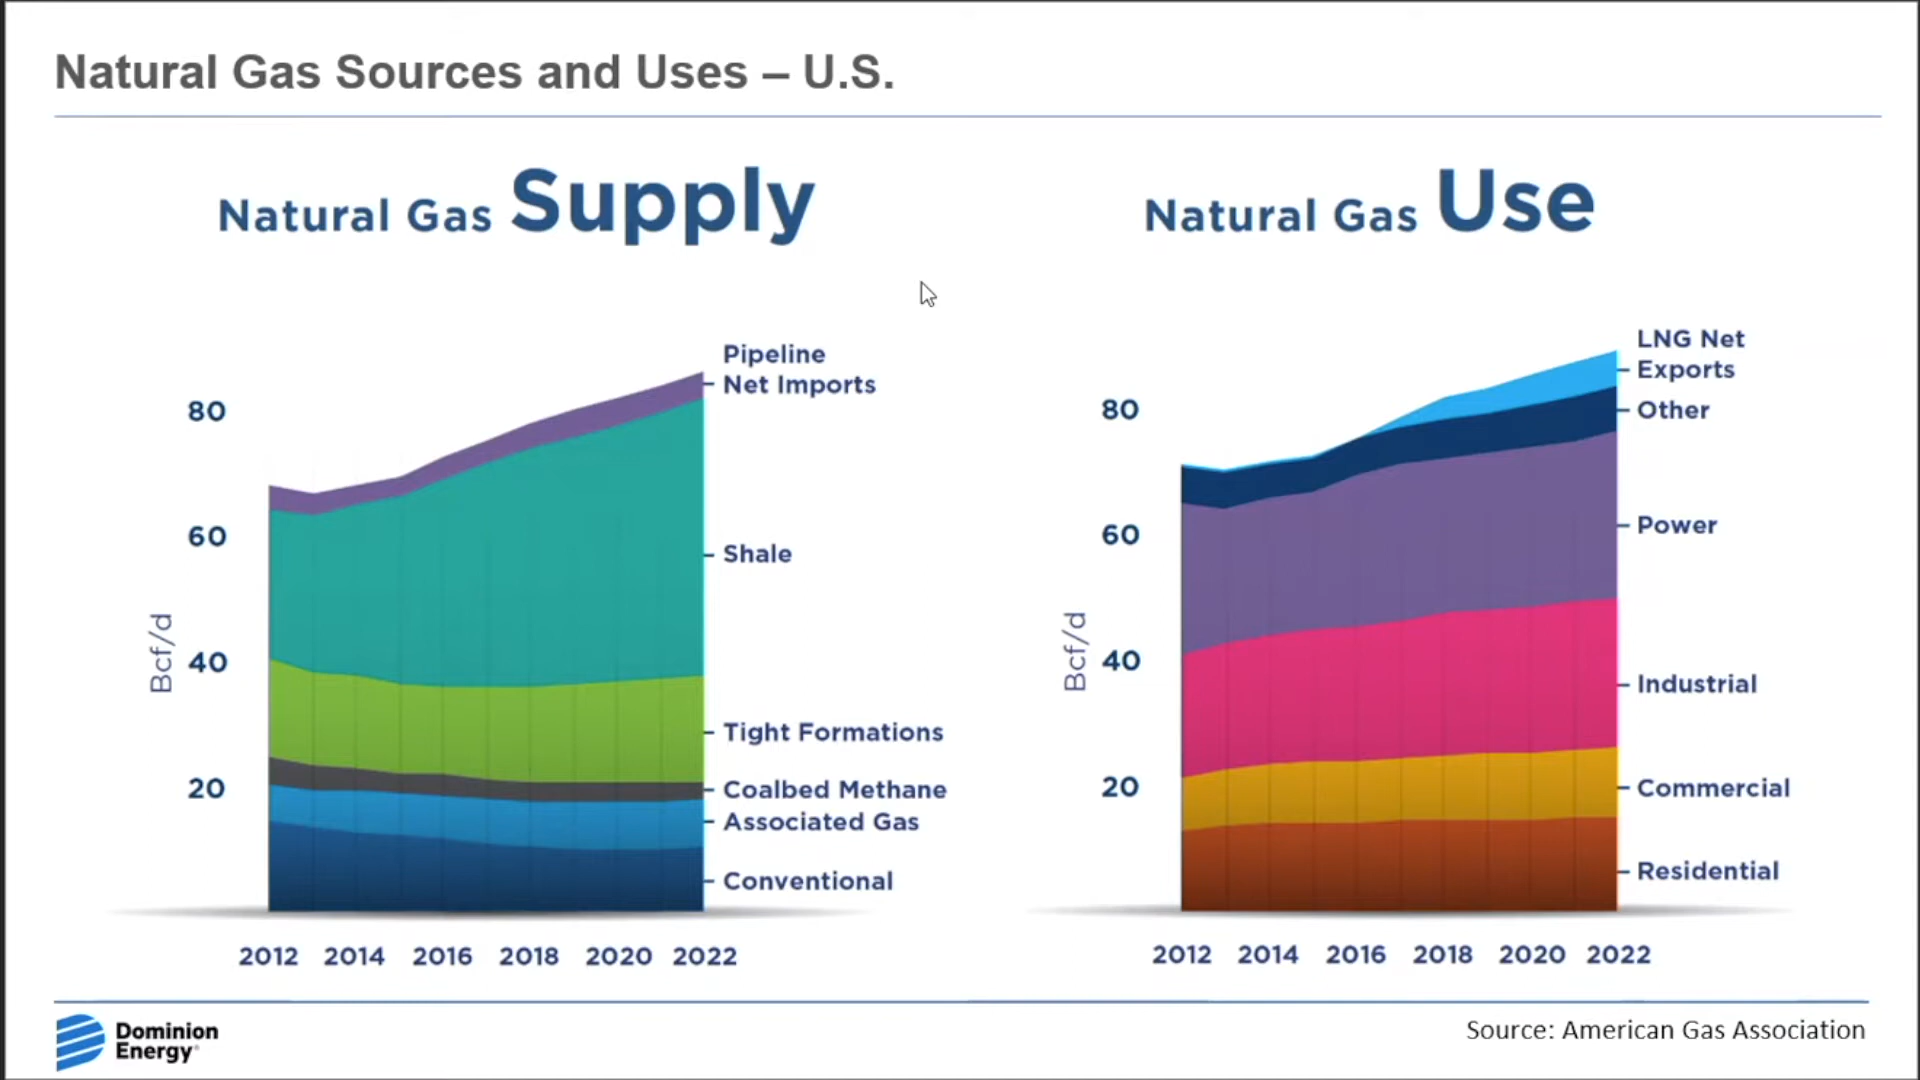 Natural Gas Sources and Uses – U.S.
Natural Gas Supply
Pipeline
Net Imports
80
60
Shale
Bcf/d
40
Tight Formations
20
Coalbed Methane
Associated Gas
Conventional
2012 2014 2016 2018 2020 2022
Natural Gas Use
LNG Net
Exports
80
Other
60
Power
Bcf/d
40
Industrial
20
Commercial
Residential
2012 2014 2016 2018 2020 2022
Dominion
Energy®
Source: American Gas Association